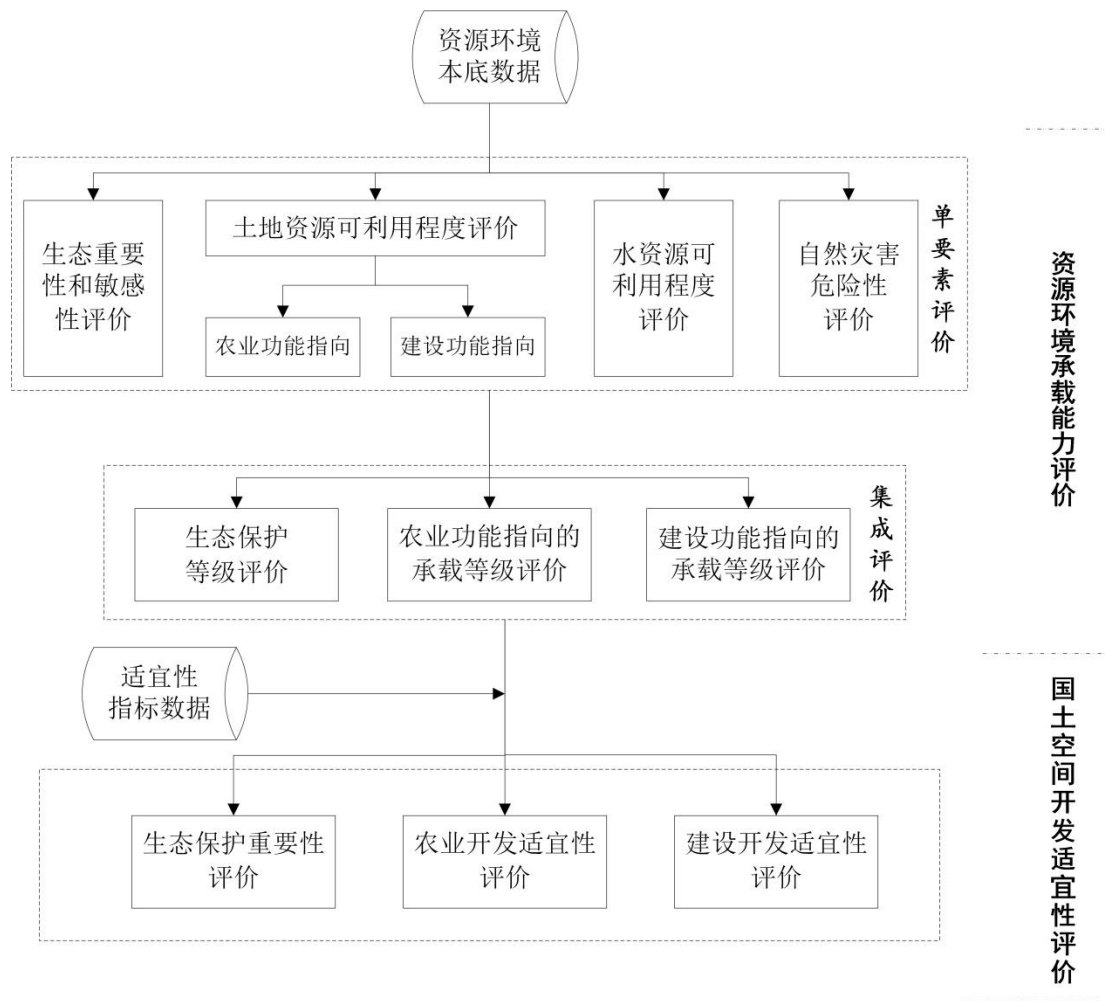 资源环境
本底数据
生态重要
性和敏感
性评价
土地资源可利用程度评价
农业功能指向
建设功能指向
水资源可
利用程度
评价
自然灾害
危险性
评价
单要素评价
资源环境承载能力评价
生态保护
等级评价
农业功能指向的
承载等级评价
建设功能指向的
承载等级评价
集成评价
适宜性
指标数据
生态保护重要性
评价
农业开发适宜性
评价
建设开发适宜性
评价
国土空间开发适宜性评价